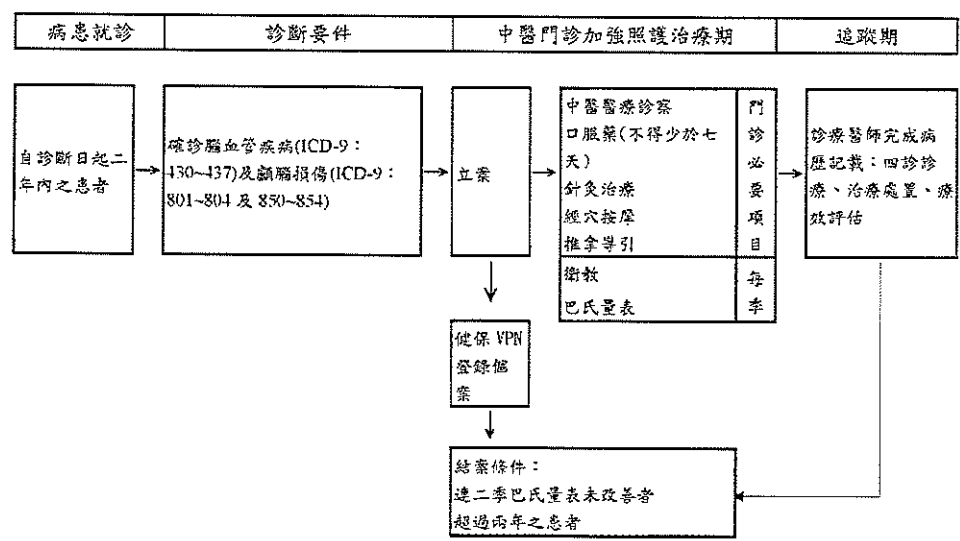 病患就診
診斷要件
中醫門診加強照護治療期
追蹤期
自診斷日起二
年內之患者
確診腦血管疾病(ICD-9：
430~437)及顱腦損傷(ICD-9：
801~804 及 850~854)
立案
中醫醫療診察
口服藥(不得少於七
天)
針灸治療
經穴按摩
推拿導引
門
診
必
要
項
目
衛教
巴氏量表
每
季
診療醫師完成病
歷記載：四診診
療、治療處置、療
效評估
健保 VPN
登錄個
案
結案條件：
連二季巴氏量表未改善者
超過兩年之患者